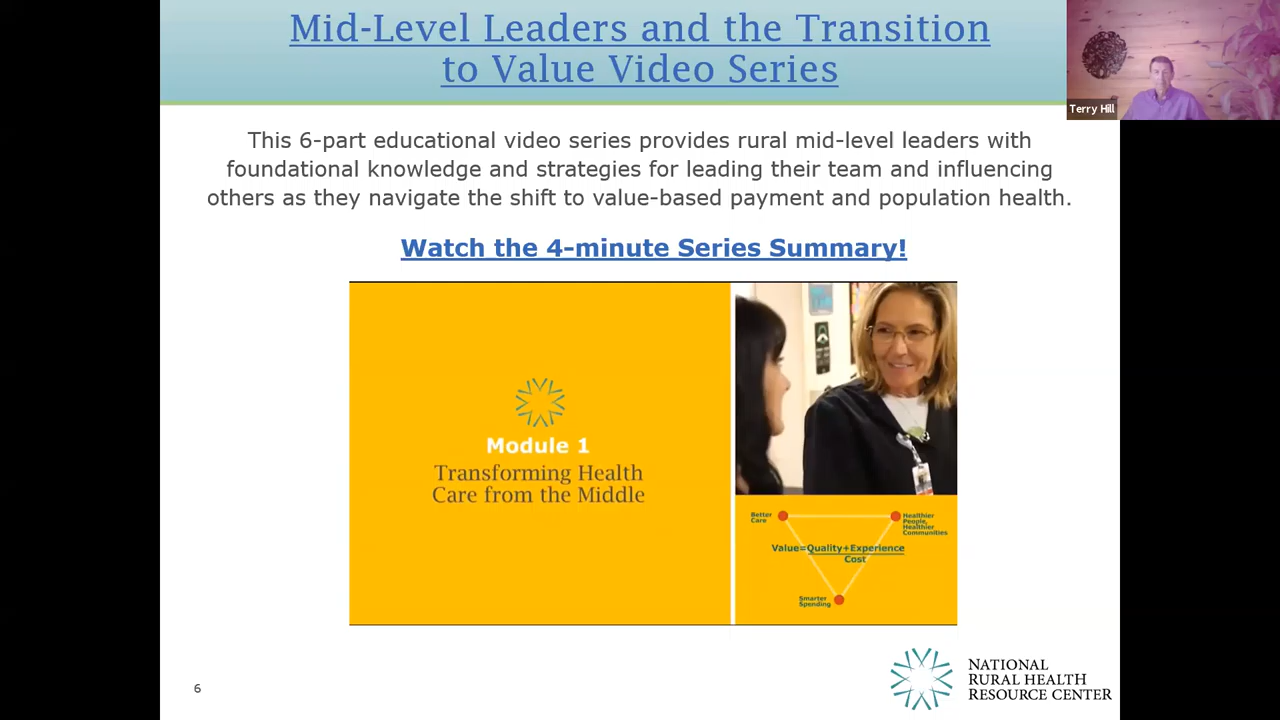 Mid-Level Leaders and the Transition
to Value Video Series
Terry Hill
This 6-part educational video series provides rural mid-level leaders with
foundational knowledge and strategies for leading their team and influencing
others as they navigate the shift to value-based payment and population health.
Watch the 4-minute Series Summary!
Module 1
Transforming Health
Care from the Middle
Better
Care
Healthier
People,
Healthier
Communities
Value=Quality+Experience
Cost
Smarter
Spending
6
NATIONAL
RURAL HEALTH
RESOURCE CENTER